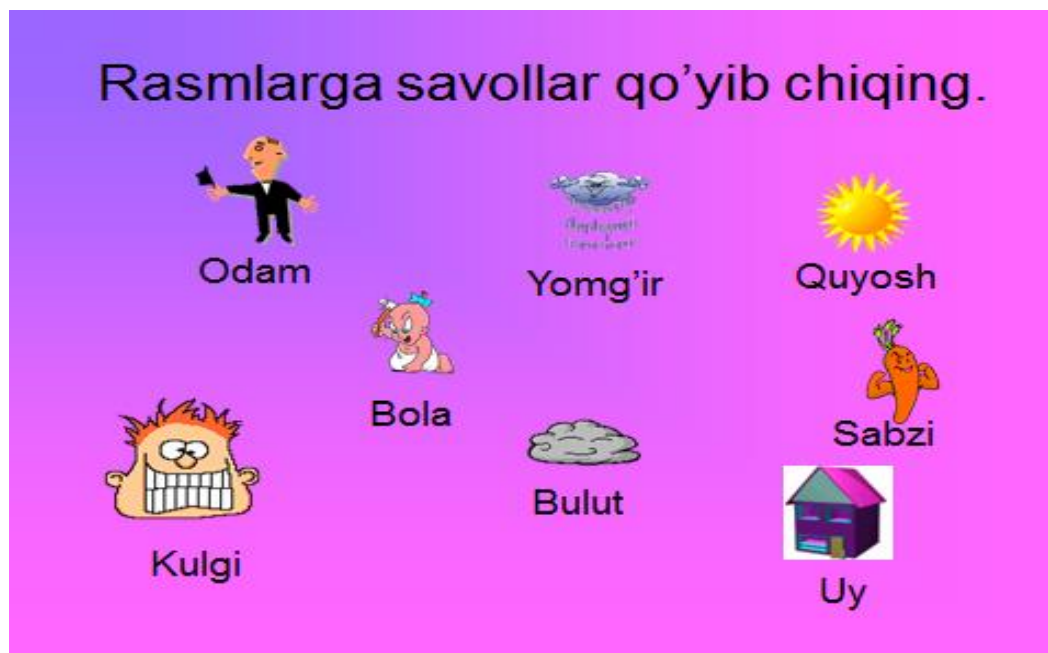 Rasmlarga savollar qo’yib chiqing.
Odam
Yomg’ir
Quyosh
Bola
Sabzi
Kulgi
Bulut
Uy